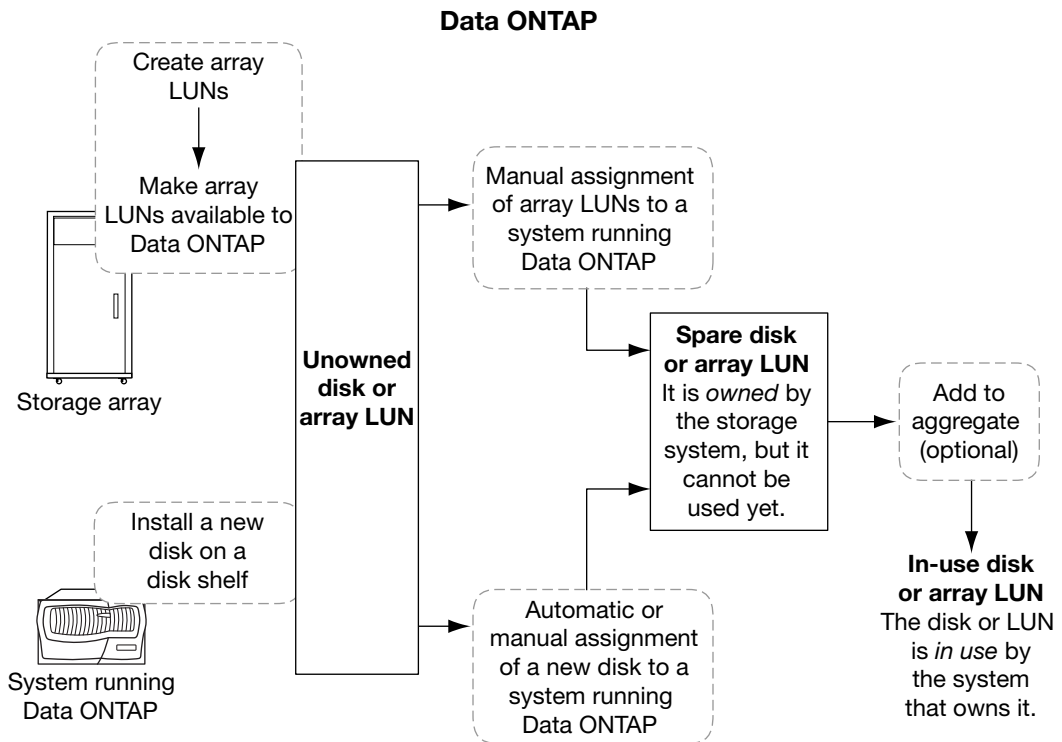 Data ONTAP
Create array
LUNs
Make array
LUNs available to
Data ONTAP
Storage array
Install a new
disk on a
disk shelf
System running
Data ONTAP
Unowned
disk or
array LUN
Manual assignment
of array LUNs to a
system running
Data ONTAP
Automatic or
manual assignment
of a new disk to a
system running
Data ONTAP
Spare disk
or array LUN
It is owned by
the storage
system, but it
cannot be
used yet.
Add to
aggregate
(optional)
In-use disk
or array LUN
The disk or LUN
is in use by
the system
that owns it.